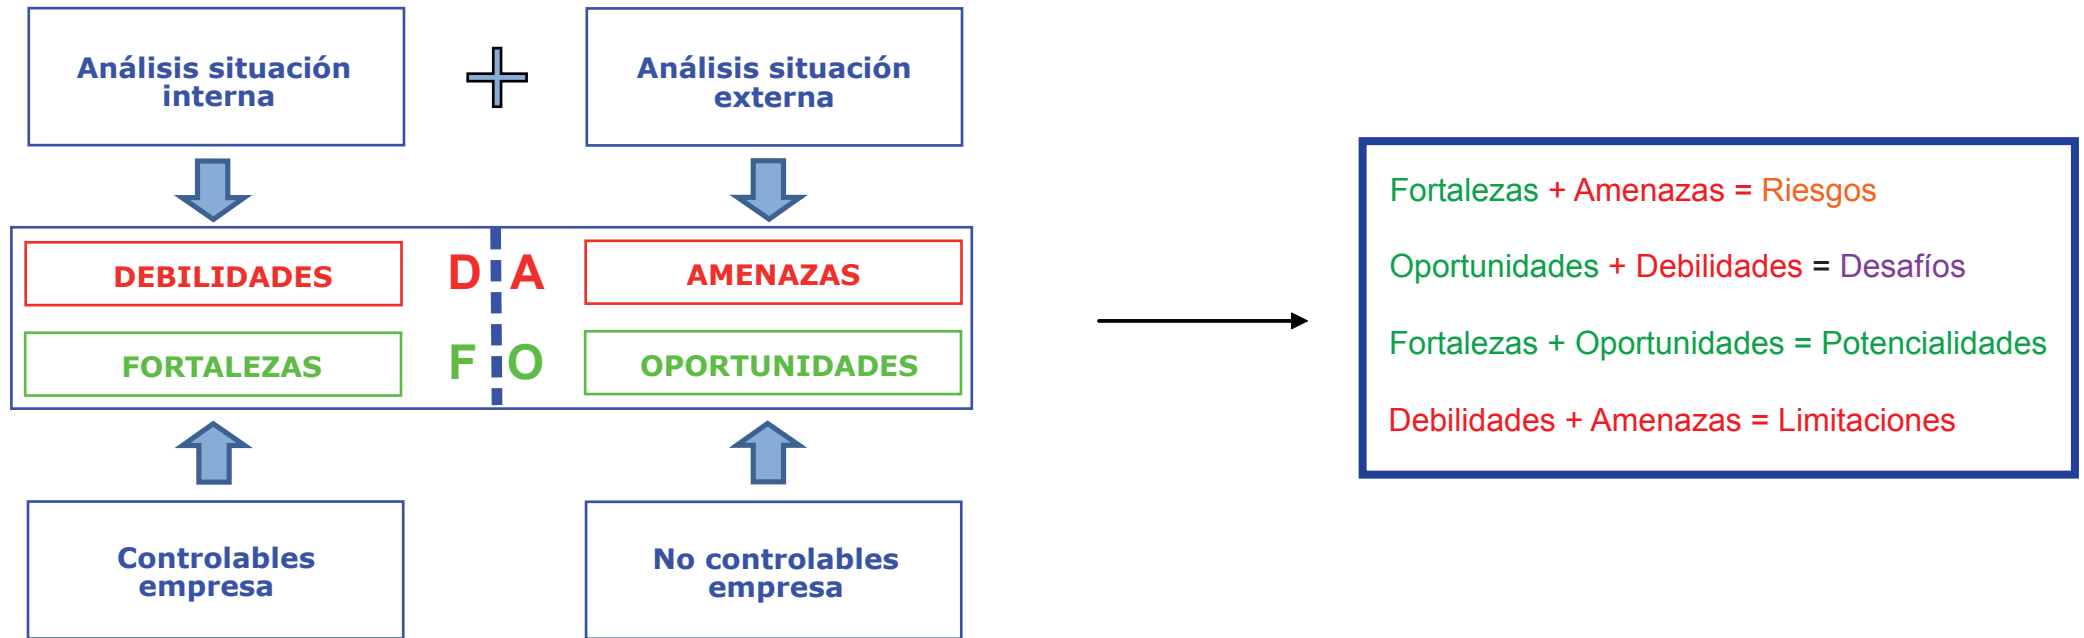 Análisis situación
interna
Análisis situación
externa
DEBILIDADES
D
A
AMENAZAS
FORTALEZAS
F
O
OPORTUNIDADES
Controlables
empresa
No controlables
empresa
Fortalezas + Amenazas = Riesgos
Oportunidades + Debilidades = Desafíos
Fortalezas + Oportunidades = Potencialidades
Debilidades + Amenazas = Limitaciones